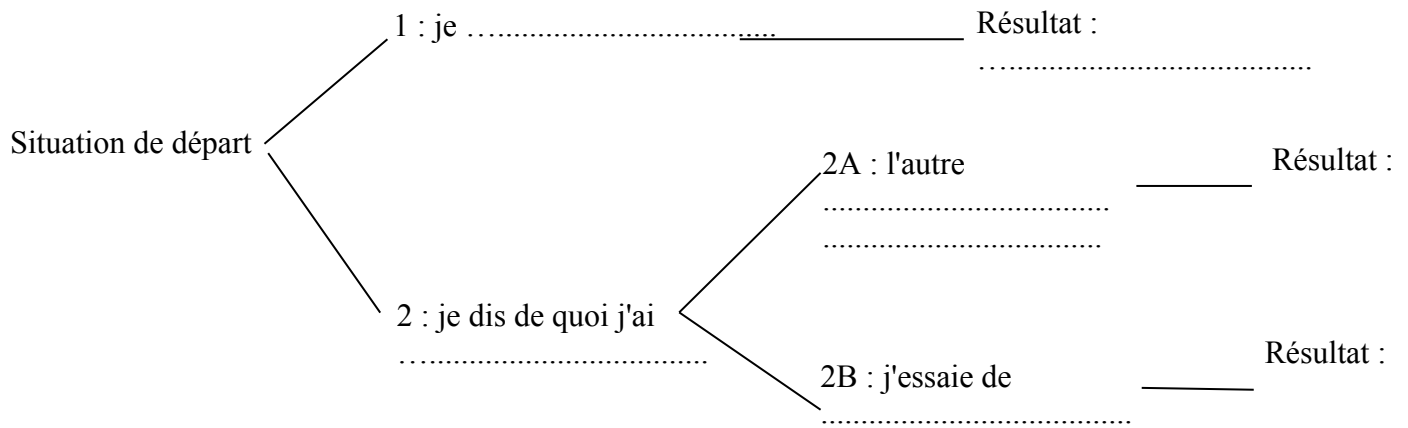 1 : je …...................................
Résultat :
…......................................
Situation de départ
2A : l'autre
....................................
...................................
Résultat :
2 : je dis de quoi j'ai
…...................................
2B : j'essaie de
.......................................
Résultat :